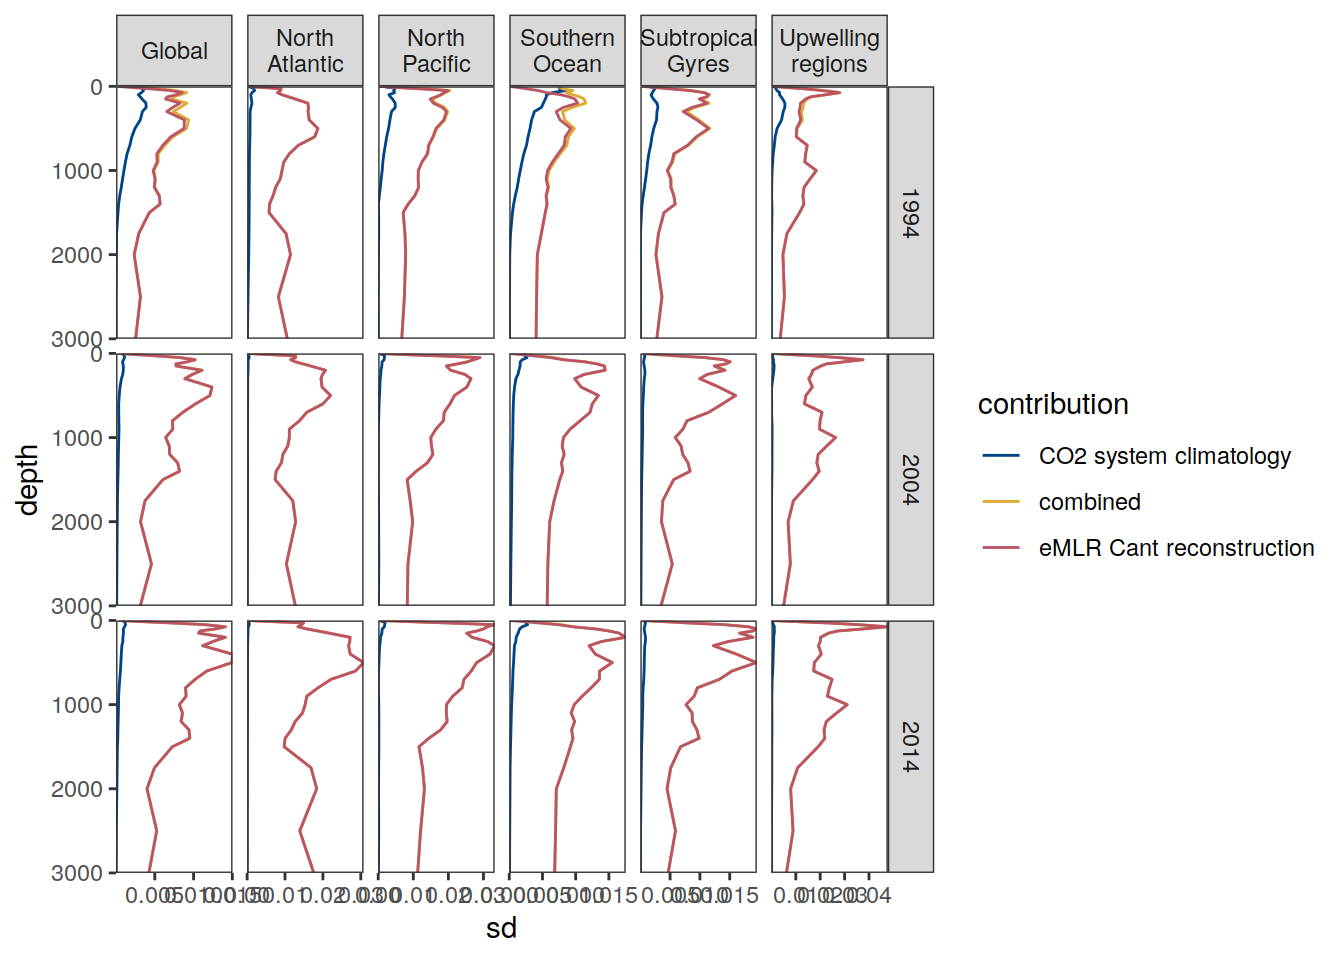 Global
North
Atlantic
North
Pacific
Southern
Ocean
Subtropical
Gyres
Upwelling
regions
0
1000
2000
3000
1994
0
1000
2000
3000
2004
0
1000
2000
3000
2014
depth
sd
contribution
CO2 system climatology
combined
eMLR Cant reconstruction